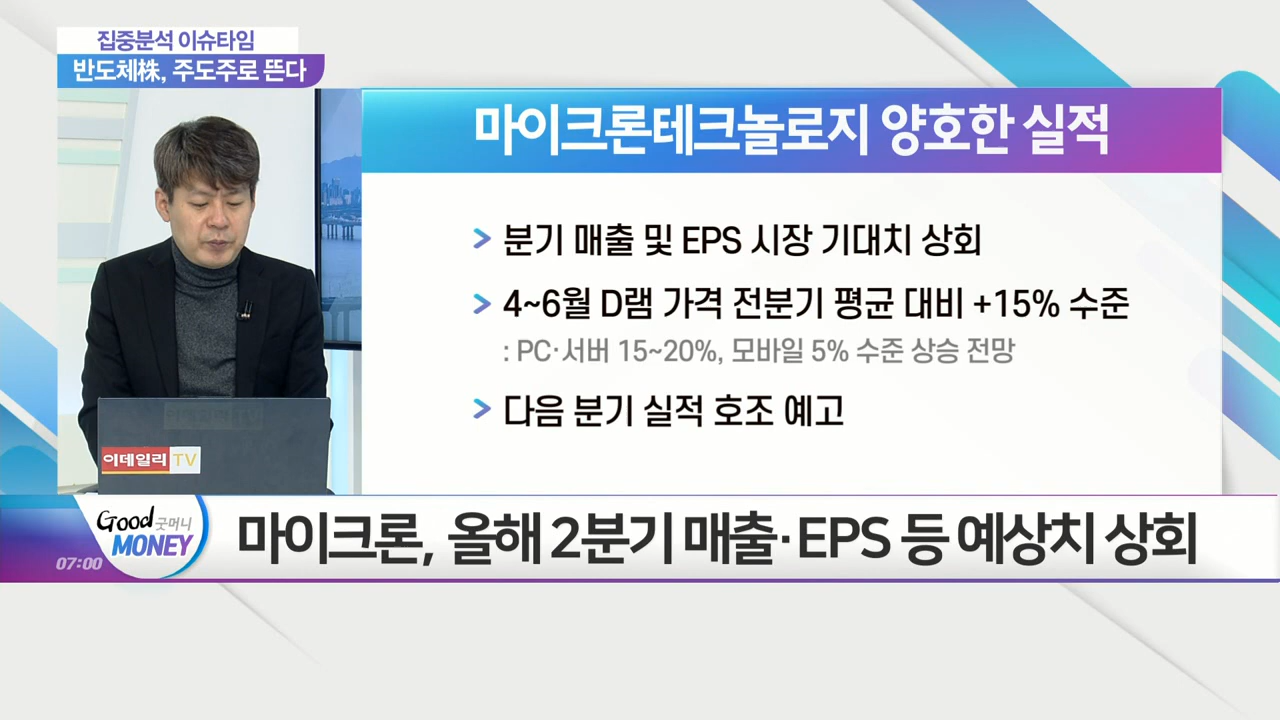 집중분석 이슈타임
반도체株, 주도주로 뜬다
마이크론테크놀로지 양호한 실적
> 분기 매출 및 EPS 시장 기대치 상회
> 4~6월 D램 가격 전분기 평균 대비 +15% 수준
: PC·서버 15~20%, 모바일 5% 수준 상승 전망
> 다음 분기 실적 호조 예고
이데일리 TV
이데일리 TV
Good 굿머니
MONEY
07:00
마이크론, 올해 2분기 매출·EPS 등 예상치 상회